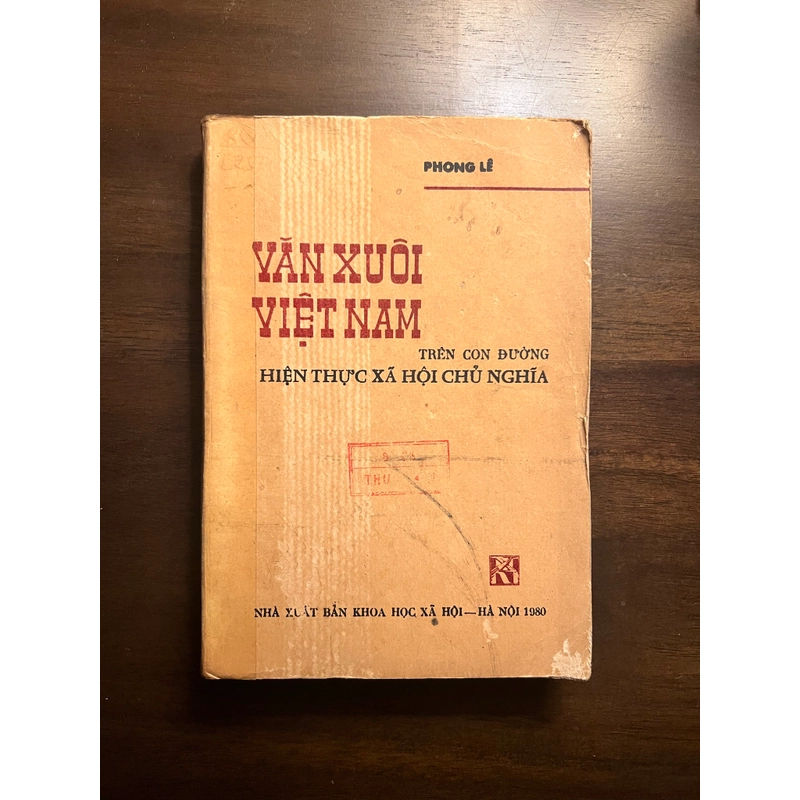 PHONG LÊ
VĂN XUÔI
VIỆT NAM
TRÊN CON ĐƯỜNG
HIỆN THỰC XÃ HỘI CHỦ NGHĨA
THƯ
NHÀ XUẤT BẢN KHOA HỌC XÃ HỘI — HÀ NỘI 1980